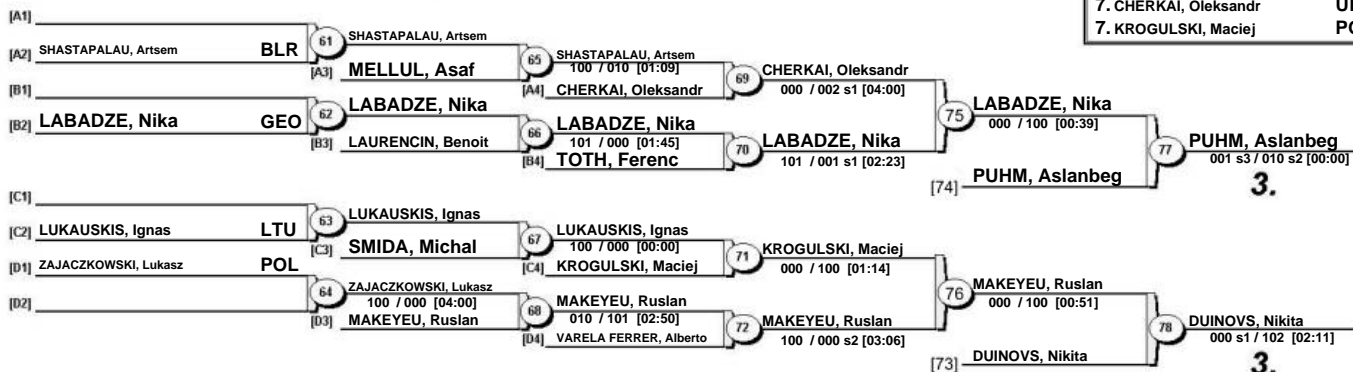 7. CHERKAI, Oleksandr
7. KROGULSKI, Maciej
[A1]
[A2] SHASTAPALAU, Artsem BLR
61
SHASTAPALAU, Artsem
[A3] MELLUL, Asaf
65
SHASTAPALAU, Artsem
100 / 010 [01:09]
[A4] CHERKAI, Oleksandr
69
CHERKAI, Oleksandr
000 / 002 s1 [04:00]
[B1]
[B2] LABADZE, Nika GEO
62
LABADZE, Nika
[B3] LAURENCIN, Benoit
66
LABADZE, Nika
101 / 000 [01:45]
[B4] TOTH, Ferenc
70
LABADZE, Nika
101 / 001 s1 [02:23]
75
LABADZE, Nika
000 / 100 [00:39]
[74] PUHM, Aslanbeg
77
PUHM, Aslanbeg
001 s3 / 010 s2 [00:00]
3.
[C1]
[C2] LUKAUSKIS, Ignas LTU
63
LUKAUSKIS, Ignas
[C3] SMIDA, Michal
67
LUKAUSKIS, Ignas
100 / 000 [00:00]
[C4] KROGULSKI, Maciej
71
KROGULSKI, Maciej
000 / 100 [01:14]
[D1] ZAJACZKOWSKI, Lukasz POL
[D2]
64
ZAJACZKOWSKI, Lukasz
100 / 000 [04:00]
[D3] MAKEYEU, Ruslan
68
MAKEYEU, Ruslan
010 / 101 [02:50]
[D4] VARELA FERRER, Alberto
72
MAKEYEU, Ruslan
100 / 000 s2 [03:06]
76
MAKEYEU, Ruslan
000 / 100 [00:51]
[73] DUINOVS, Nikita
78
DUINOVS, Nikita
000 s1 / 102 [02:11]
3.